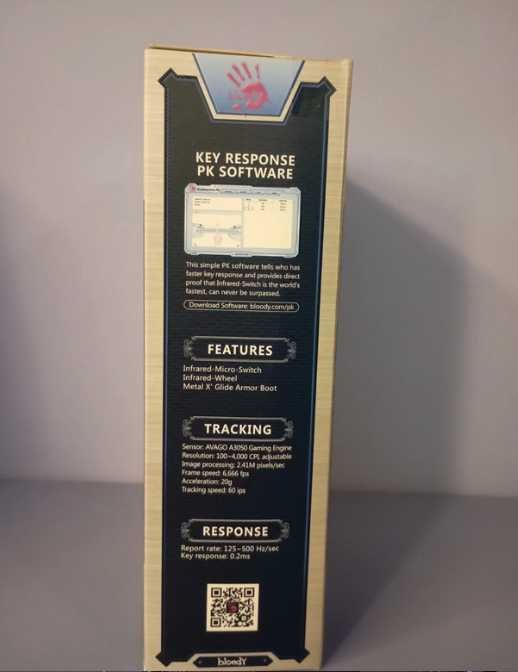 KEY RESPONSE
PK SOFTWARE
This simple PK software tells who has
faster key response and provides direct
proof that Infrared-Switch is the world's
fastest, can never be surpassed.
Download Software: bloody.com/pk
FEATURES
Infrared-Micro-Switch
Infrared-Wheel
Metal X' Glide Armor Boot
TRACKING
Sensor: AVAGO A3050 Gaming Engine
Resolution: 100~4,000 CPI, adjustable
Image processing: 2.41M pixels/sec
Frame speed: 6,666 fps
Acceleration: 20g
Tracking speed: 60 ips
RESPONSE
Report rate: 125~500 Hz/sec
Key response: 0.2ms
bloody